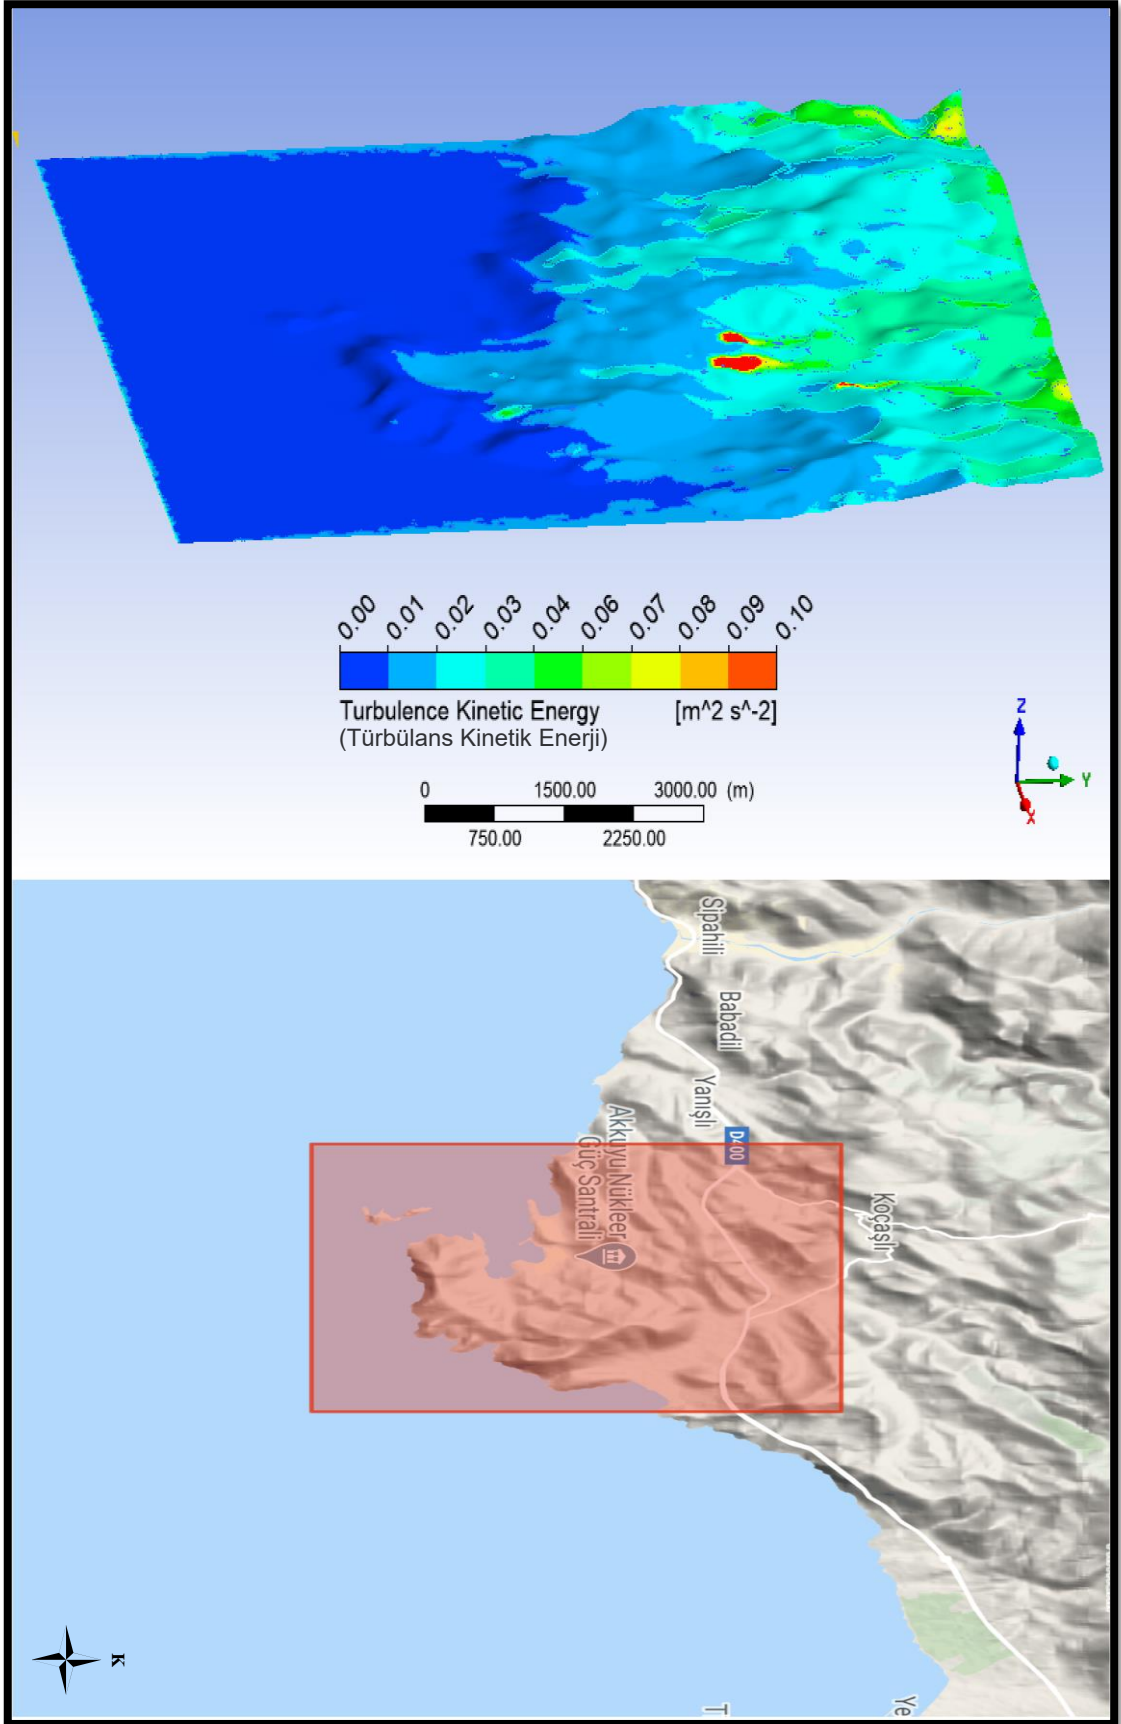 0.00
0.01
0.02
0.03
0.04
0.06
0.07
0.08
0.09
0.10
Turbulence Kinetic Energy [m^2 s^-2]
(Türbülans Kinetik Enerji)
Z
Y
X
0 1500.00 3000.00 (m)
750.00 2250.00
Sipahili
Babadil
Yanışlı
D400
Akkuyu Nükleer
Güç Santrali
Koçaşlı
K
T
Ye